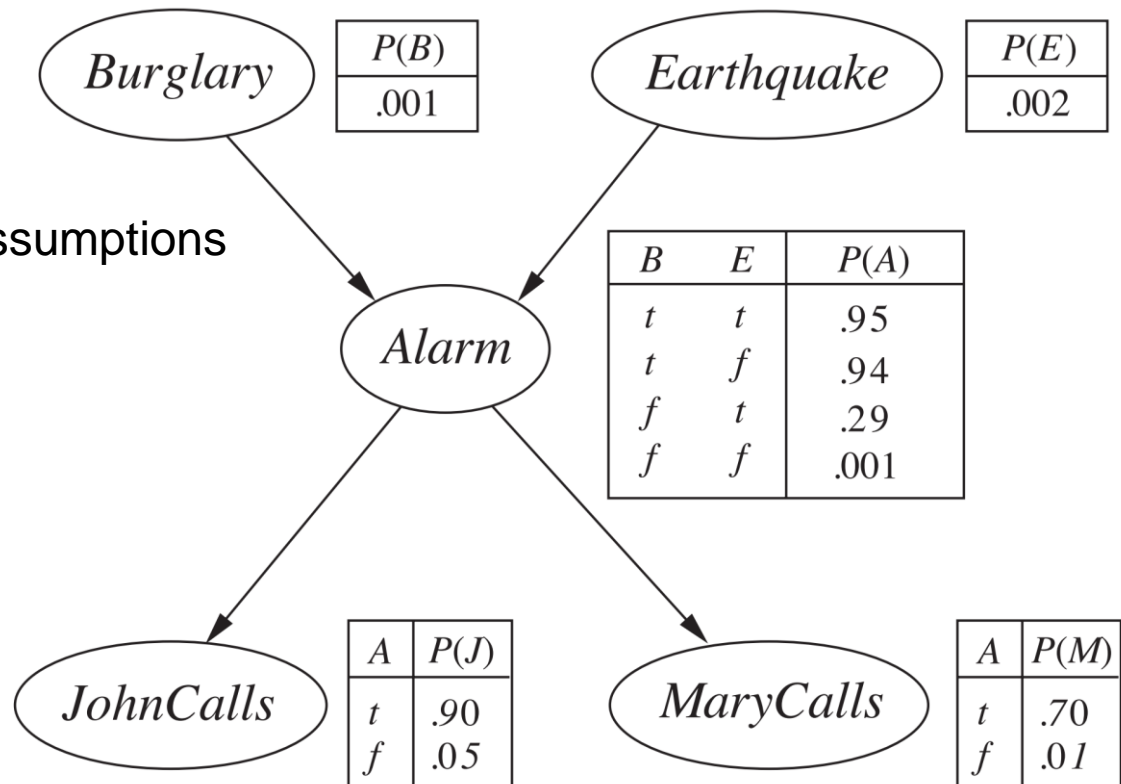 Burglary
P(B)
.001
Earthquake
P(E)
.002
ssumptions
B E P(A)
t t .95
t f .94
f t .29
f f .001
Alarm
JohnCalls
A P(J)
t .90
f .05
MaryCalls
A P(M)
t .70
f .01